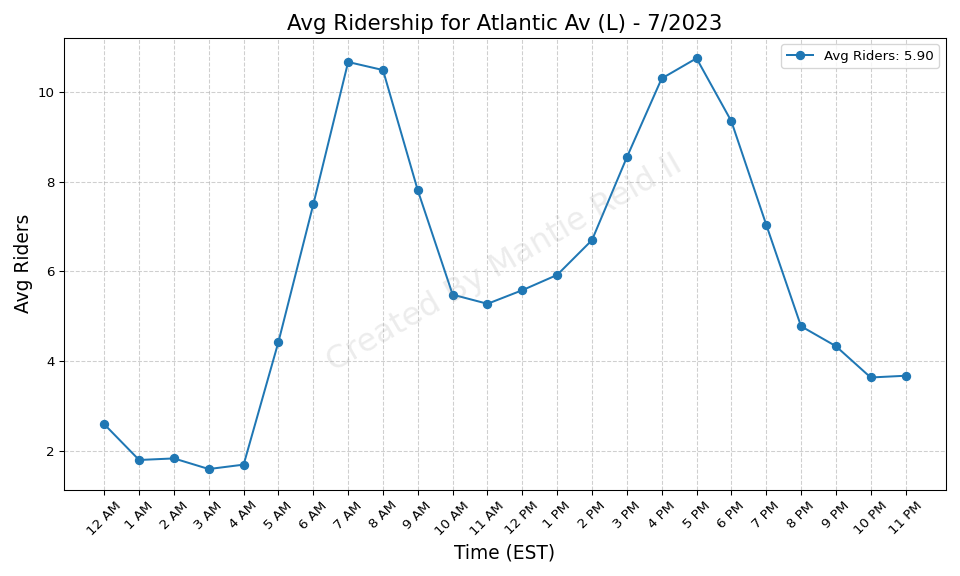 Avg Ridership for Atlantic Av (L) - 7/2023
Avg Riders: 5.90
Avg Riders
10
8
6
4
2
Created By Mantle Reid II
12 AM
1 AM
2 AM
3 AM
4 AM
5 AM
6 AM
7 AM
8 AM
9 AM
10 AM
11 AM
12 PM
1 PM
2 PM
3 PM
4 PM
5 PM
6 PM
7 PM
8 PM
9 PM
10 PM
11 PM
Time (EST)